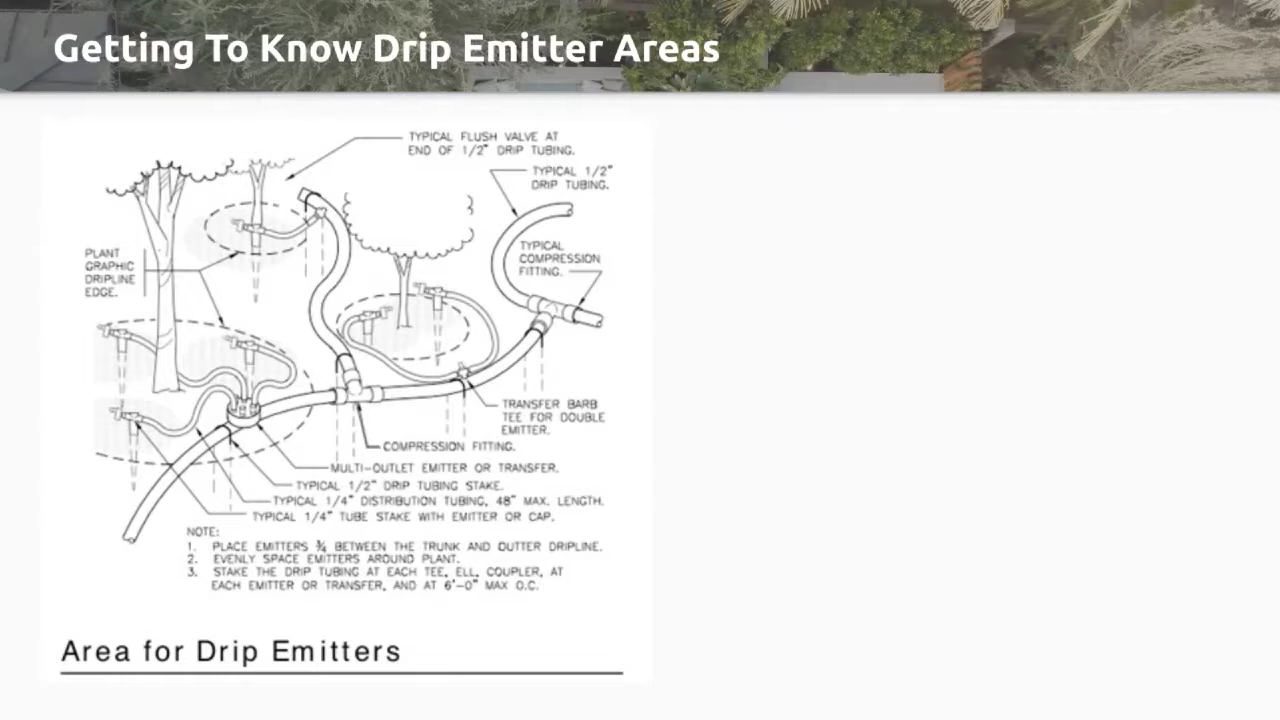 Getting To Know Drip Emitter Areas
TYPICAL FLUSH VALVE AT
END OF 1/2" DRIP TUBING.
TYPICAL 1/2"
DRIP TUBING.
TYPICAL
COMPRESSION
FITTING.
PLANT
GRAPHIC
DRIPLINE
EDGE.
TRANSFER BARB
TEE FOR DOUBLE
EMITTER.
COMPRESSION FITTING.
MULTI-OUTLET EMITTER OR TRANSFER.
TYPICAL 1/2" DRIP TUBING STAKE.
TYPICAL 1/4" DISTRIBUTION TUBING, 48" MAX. LENGTH.
TYPICAL 1/4" TUBE STAKE WITH EMITTER OR CAP.
NOTE:
1. PLACE EMITTERS ¾ BETWEEN THE TRUNK AND OUTTER DRIPLINE.
2. EVENLY SPACE EMITTERS AROUND PLANT.
3. STAKE THE DRIP TUBING AT EACH TEE, ELL, COUPLER, AT
EACH EMITTER OR TRANSFER, AND AT 6'-0" MAX O.C.
Area for Drip Emitters